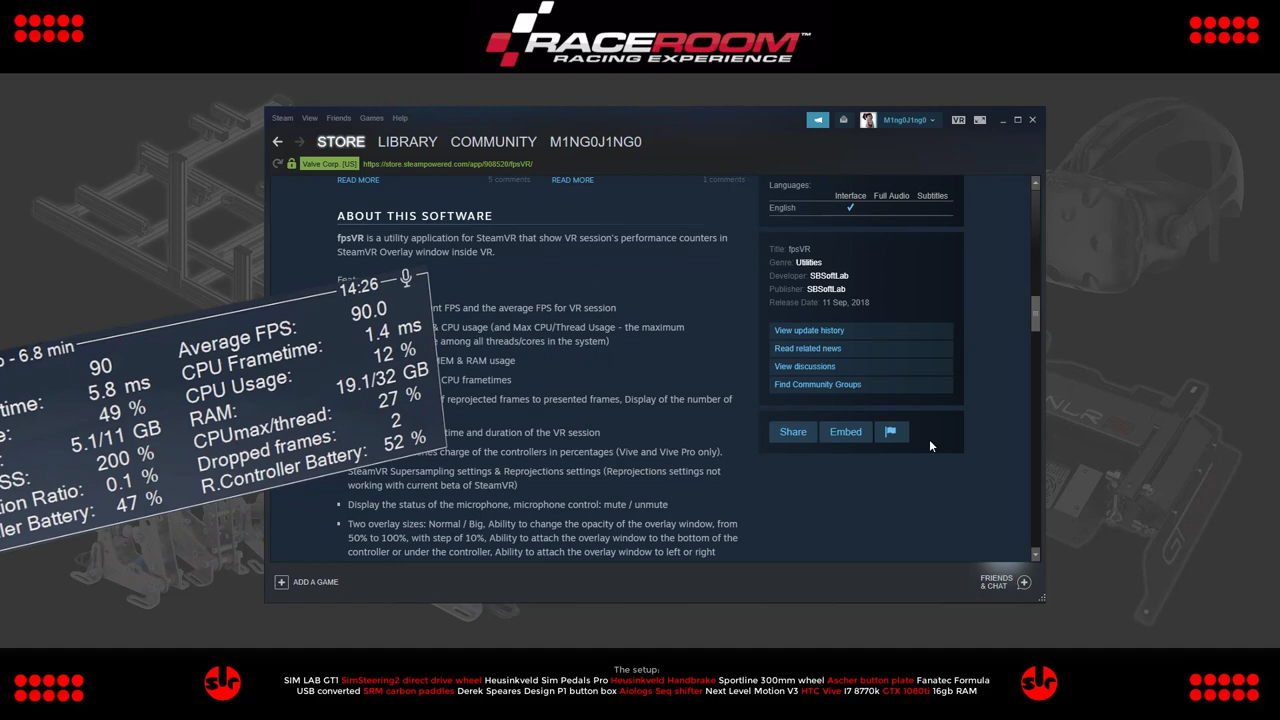 RACEROOM™
RACING EXPERIENCE
Steam View Friends Games Help
M1ng0J1ng0
VR
STORE LIBRARY COMMUNITY M1NG0J1NG0
Valve Corp. [US] https://store.steampowered.com/app/908520/fpsVR/
READ MORE 5 comments READ MORE 1 comments
ABOUT THIS SOFTWARE
fpsVR is a utility application for SteamVR that show VR session's performance counters in
SteamVR Overlay window inside VR.
nt FPS and the average FPS for VR session
& CPU usage (and Max CPU/Thread Usage - the maximum
among all threads/cores in the system)
MEM & RAM usage
CPU frametimes
of reprojected frames to presented frames, Display of the number of
time and duration of the VR session
charge of the controllers in percentages (Vive and Vive Pro only).
SteamVR Supersampling settings & Reprojections settings (Reprojections settings not
working with current beta of SteamVR)
Display the status of the microphone, microphone control: mute / unmute
Two overlay sizes: Normal / Big, Ability to change the opacity of the overlay window, from
50% to 100%, with step of 10%, Ability to attach the overlay window to the bottom of the
controller or under the controller, Ability to attach the overlay window to left or right
Languages:
Interface Full Audio Subtitles
English ✓
Title: fpsVR
Genre: Utilities
Developer: SBSoftLab
Publisher: SBSoftLab
Release Date: 11 Sep, 2018
View update history
Read related news
View discussions
Find Community Groups
Share Embed
- 6.8 min 14:26
90 Average FPS: 90.0
time: 5.8 ms CPU Frametime: 1.4 ms
49 % CPU Usage: 12 %
5.1/11 GB RAM: 19.1/32 GB
SS: 200 % CPUmax/thread: 27 %
ion Ratio: 0.1 % Dropped frames: 2
ler Battery: 47 % R.Controller Battery: 52 %
ADD A GAME
FRIENDS
& CHAT
The setup:
SIM LAB GT1 SimSteering2 direct drive wheel Heusinkveld Sim Pedals Pro Heusinkveld Handbrake Sportline 300mm wheel Ascher button plate Fanatec Formula
USB converted SRM carbon paddles Derek Speares Design P1 button box Aiologs Seq shifter Next Level Motion V3 HTC Vive I7 8770k GTX 1080ti 16gb RAM